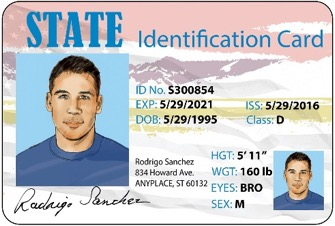 STATE Identification Card
ID No. S300854
EXP: 5/29/2021 ISS: 5/29/2016
DOB: 5/29/1995 Class: D
Rodrigo Sanchez
834 Howard Ave.
ANYPLACE, ST 60132
HGT: 5' 11"
WGT: 160 lb
EYES: BRO
SEX: M
Rodrigo Sanchez